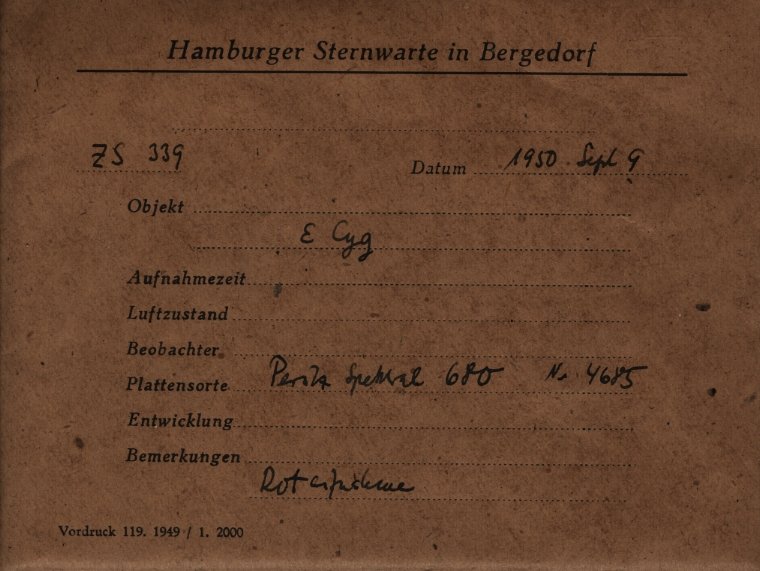 Hamburger Sternwarte in Bergedorf
ZS 339 Datum 1950 Sept 9
Objekt
ε Cyg
Aufnahmezeit
Luftzustand
Beobachter
Plattensorte Perutz Spektral 680 Nr 4685
Entwicklung
Bemerkungen
Rotaufnahme
Vordruck 119. 1949 / 1. 2000